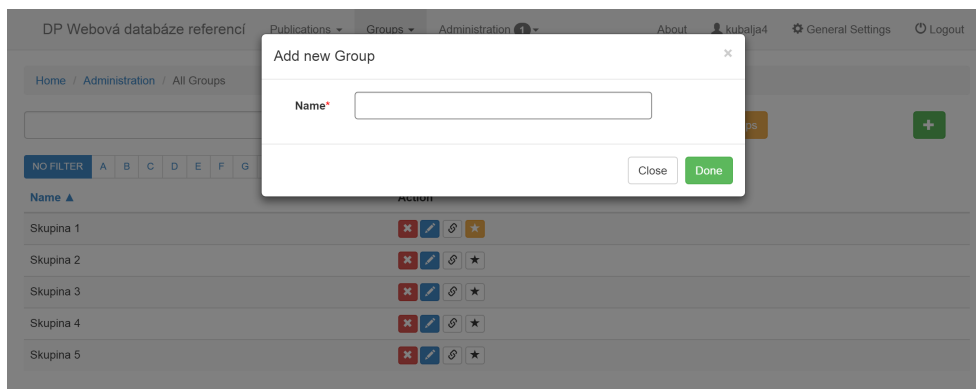 DP Webová databáze referencí Publications Groups Administration 1 About kubalja4 General Settings Logout
Add new Group ×
Home / Administration / All Groups
Name*
ps
NO FILTER A B C D E F G
Close Done
Name ▲ Action
Skupina 1
Skupina 2
Skupina 3
Skupina 4
Skupina 5